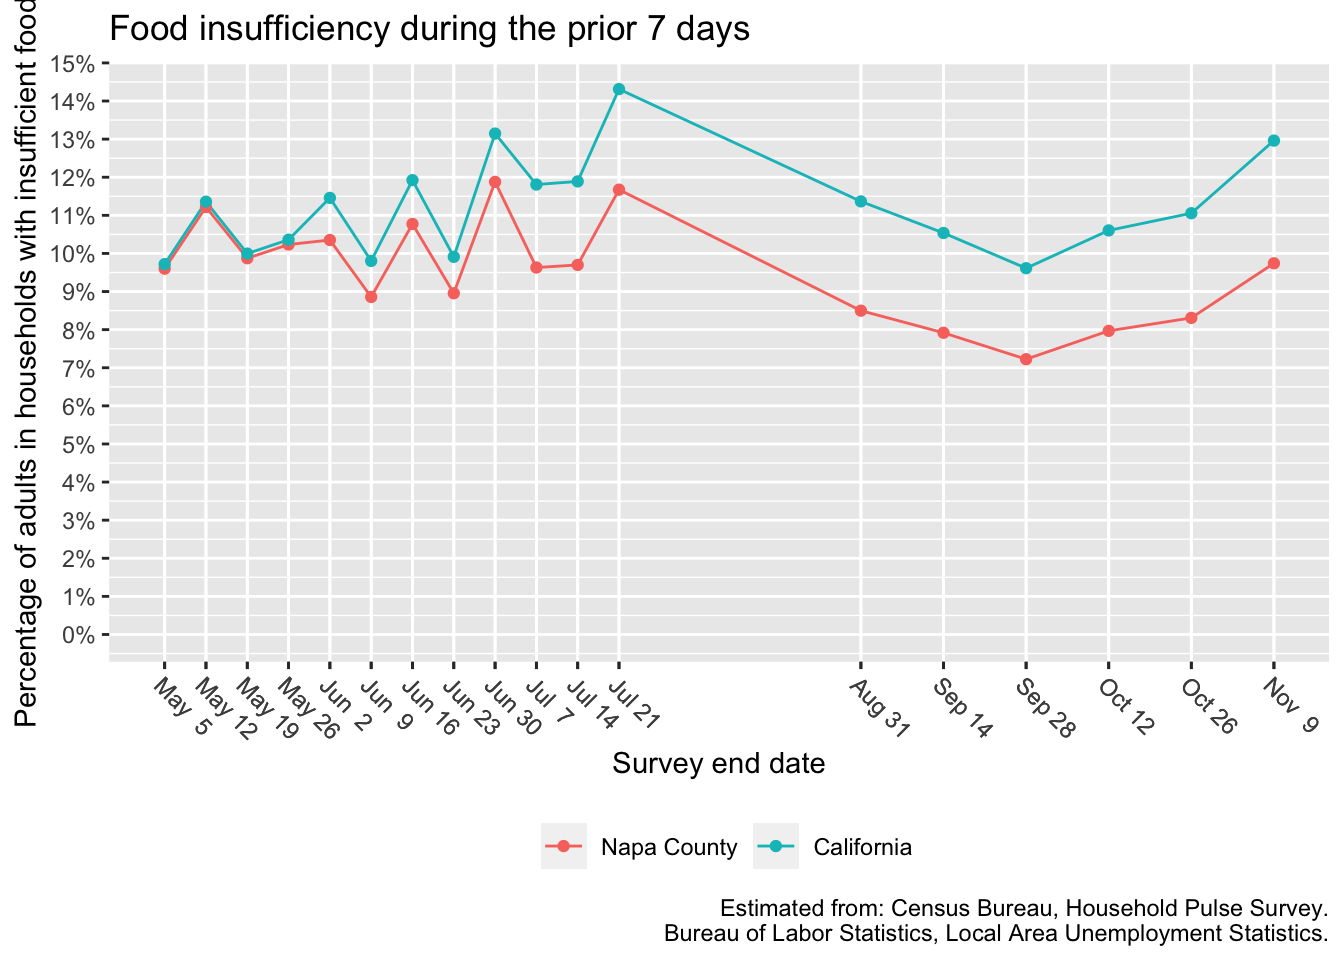 Food insufficiency during the prior 7 days
Percentage of adults in households with insufficient food
15%
14%
13%
12%
11%
10%
9%
8%
7%
6%
5%
4%
3%
2%
1%
0%
May 5
May 12
May 19
May 26
Jun 2
Jun 9
Jun 16
Jun 23
Jun 30
Jul 7
Jul 14
Jul 21
Aug 31
Sep 14
Sep 28
Oct 12
Oct 26
Nov 9
Survey end date
Napa County
California
Estimated from: Census Bureau, Household Pulse Survey.
Bureau of Labor Statistics, Local Area Unemployment Statistics.